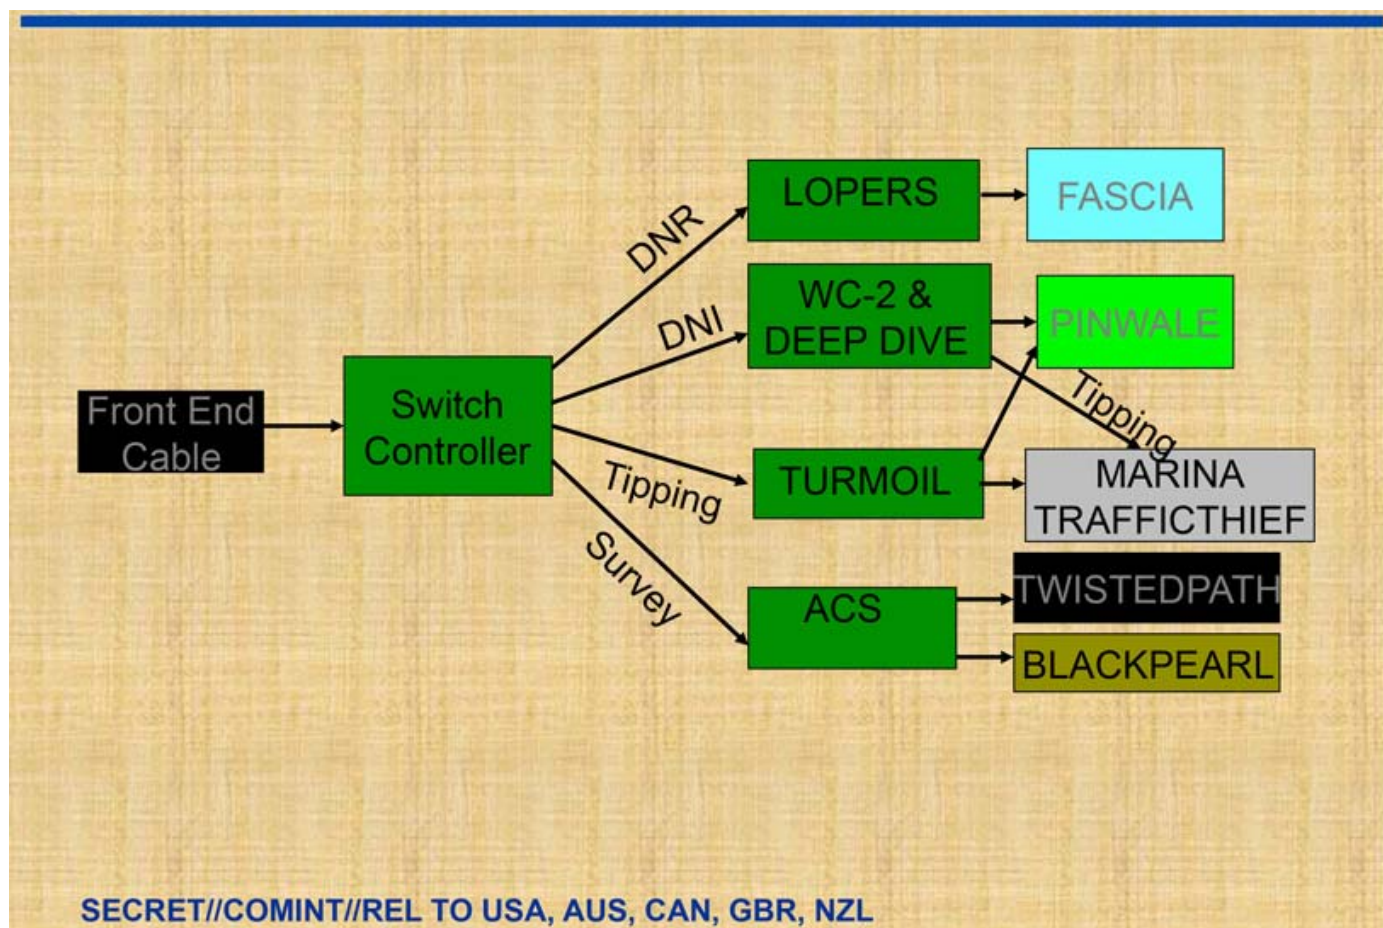 LOPERS
FASCIA
DNR
WC-2 &
DEEP DIVE
PINWALE
DNI
Tipping
Front End
Cable
Switch
Controller
Tipping
TURMOIL
MARINA
TRAFFICTHIEF
Survey
ACS
TWISTEDPATH
BLACKPEARL
SECRET//COMINT//REL TO USA, AUS, CAN, GBR, NZL